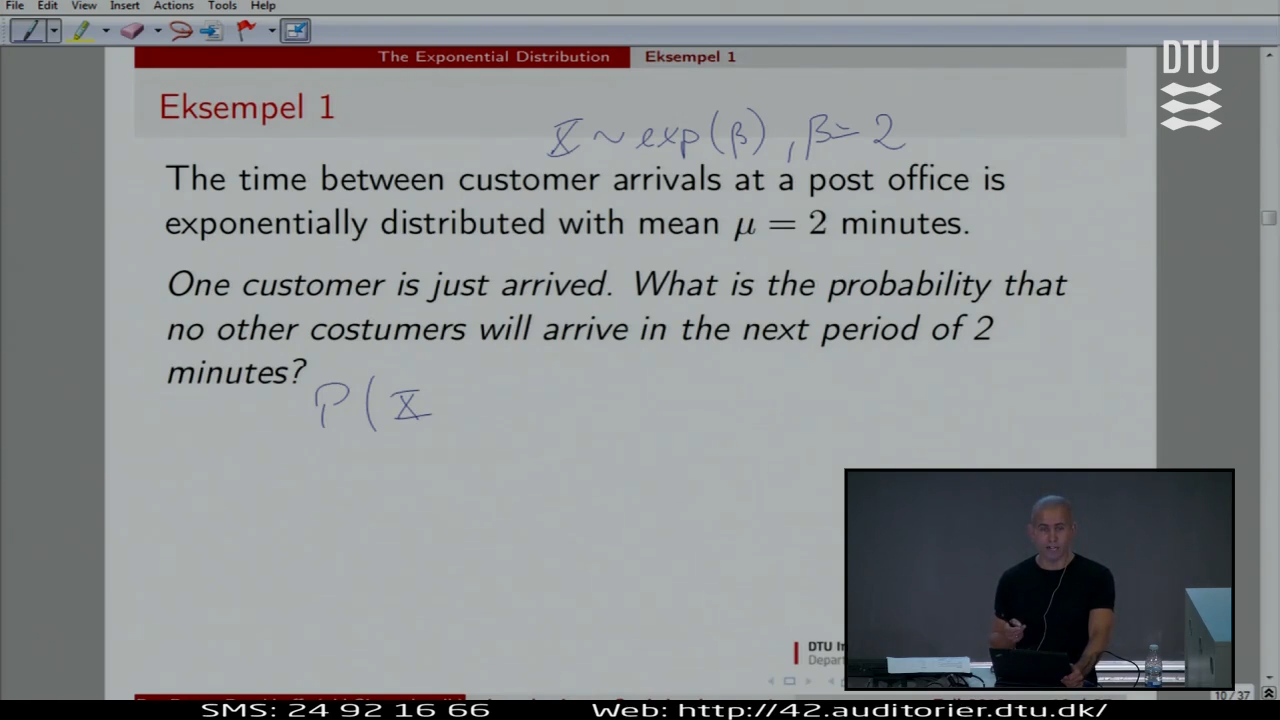 File Edit View Insert Actions Tools Help
The Exponential Distribution Eksempel 1
DTU
Eksempel 1
X ~ exp(β), β = 2
The time between customer arrivals at a post office is
exponentially distributed with mean μ = 2 minutes.
One customer is just arrived. What is the probability that
no other costumers will arrive in the next period of 2
minutes?
P(X
DTU
SMS: 24 92 16 66 Web: http://42.auditorier.dtu.dk/